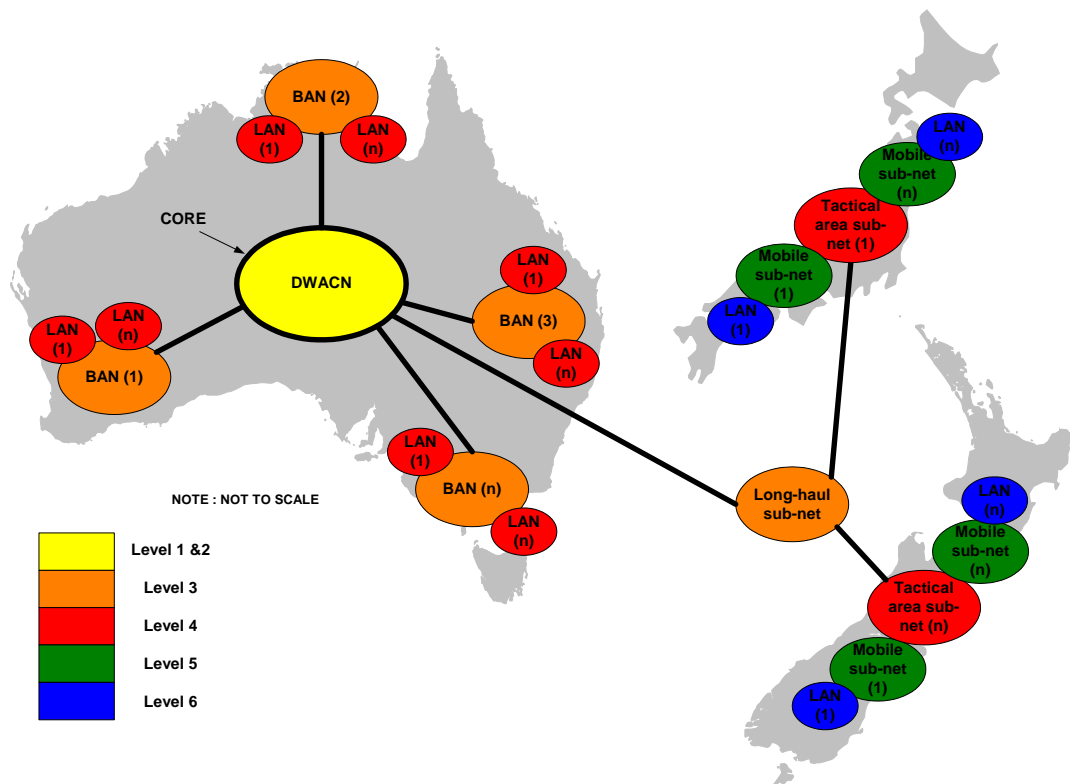 BAN (2)
LAN
(1)
LAN
(n)
CORE
DWACN
LAN
(1)
BAN (3)
LAN
(n)
LAN
(1)
LAN
(n)
BAN (1)
LAN
(1)
BAN (n)
LAN
(n)
LAN
(n)
Mobile
sub-net
(n)
Tactical
area sub-
net (1)
Mobile
sub-net
(1)
LAN
(1)
Long-haul
sub-net
LAN
(n)
Mobile
sub-net
(n)
Tactical
area sub-
net (n)
Mobile
sub-net
(1)
LAN
(1)
NOTE : NOT TO SCALE
Level 1 &2
Level 3
Level 4
Level 5
Level 6